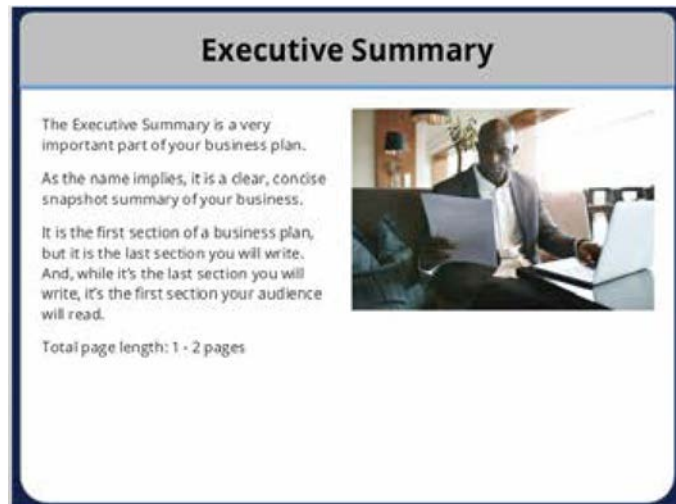 Executive Summary
The Executive Summary is a very
important part of your business plan.
As the name implies, it is a clear, concise
snapshot summary of your business.
It is the first section of a business plan,
but it is the last section you will write.
And, while it's the last section you will
write, it's the first section your audience
will read.
Total page length: 1 - 2 pages